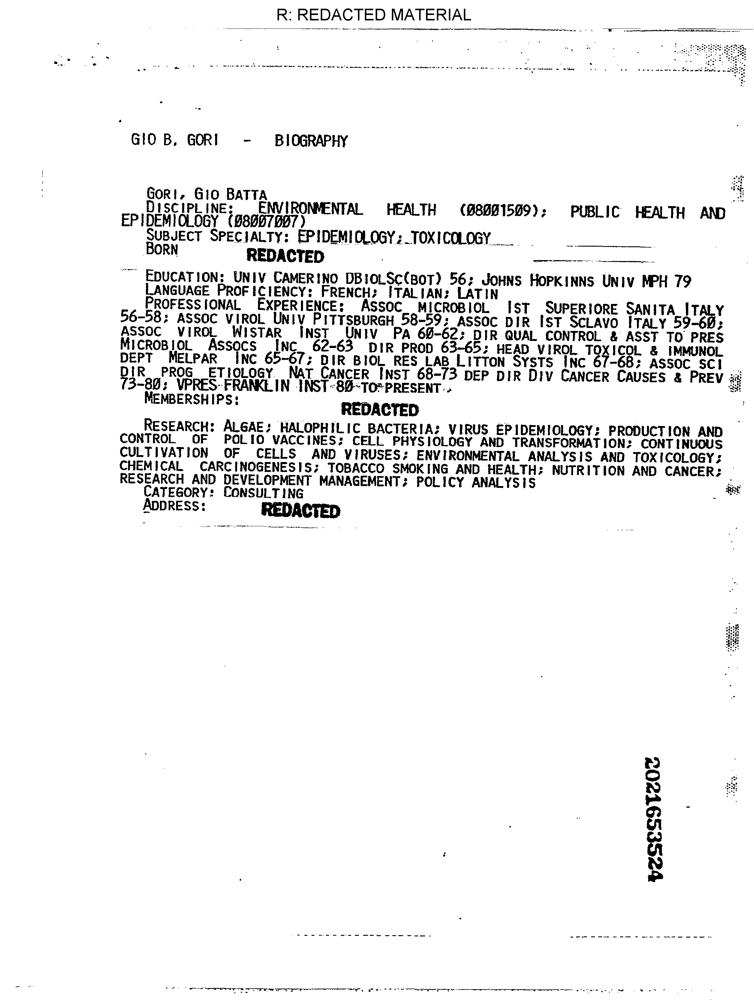 R: REDACTED MATERIAL
GIO B. GORI - BIOGRAPHY
GORI, GIO BATTA
DISCIPLINE: ENVIRONMENTAL HEALTH (08001509); PUBLIC HEALTH AND
EPIDEMIOLOGY (08007007)
SUBJECT SPECIALTY: EPIDEMIOLOGY; TOXICOLOGY
BORN REDACTED
EDUCATION: UNIV CAMERINO DBIOLSC(BOT) 56; JOHNS HOPKINNS UNIV MPH 79
LANGUAGE PROFICIENCY: FRENCH; ITALIAN; LATIN
PROFESSIONAL EXPERIENCE: ASSOC MICROBIOL IST SUPERIORE SANITA ITALY
56-58; ASSOC VIROL UNIV PITTSBURGH 58-59; ASSOC DIR IST SCLAVO ITALY 59-60;
ASSOC VIROL WISTAR INST UNIV PA 60-62; DIR QUAL CONTROL & ASST TO PRES
MICROBIOL ASSOCS INC 62-63 DIR PROD 63-65; HEAD VIROL TOXICOL & IMMUNOL
DEPT MELPAR INC 65-67; DIR BIOL RES LAB LITTON SYSTS INC 67-68; ASSOC SCI
DIR PROG ETIOLOGY NAT CANCER INST 68-73 DEP DIR DIV CANCER CAUSES & PREV
73-80; VPRES FRANKLIN INST 80 TO PRESENT.
MEMBERSHIPS:
REDACTED
RESEARCH: ALGAE; HALOPHILIC BACTERIA; VIRUS EPIDEMIOLOGY; PRODUCTION AND
CONTROL OF POLIO VACCINES; CELL PHYSIOLOGY AND TRANSFORMATION; CONTINUOUS
CULTIVATION OF CELLS AND VIRUSES; ENVIRONMENTAL ANALYSIS AND TOXICOLOGY;
CHEMICAL CARCINOGENESIS; TOBACCO SMOKING AND HEALTH; NUTRITION AND CANCER;
RESEARCH AND DEVELOPMENT MANAGEMENT; POLICY ANALYSIS
CATEGORY: CONSULTING
ADDRESS: REDACTED
2021653524